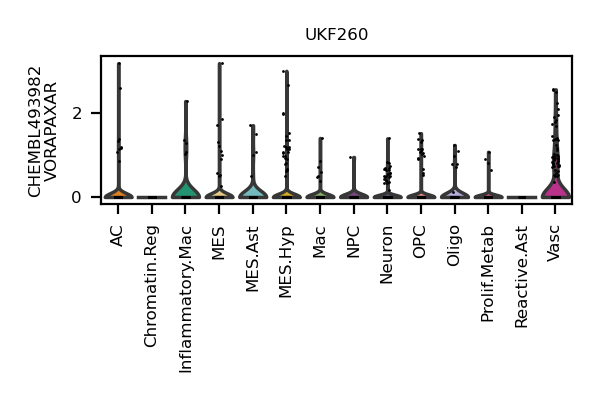 UKF260
CHEMBL493982
VORAPAXAR
2
0
AC
Chromatin.Reg
Inflammatory.Mac
MES
MES.Ast
MES.Hyp
Mac
NPC
Neuron
OPC
Oligo
Prolif.Metab
Reactive.Ast
Vasc